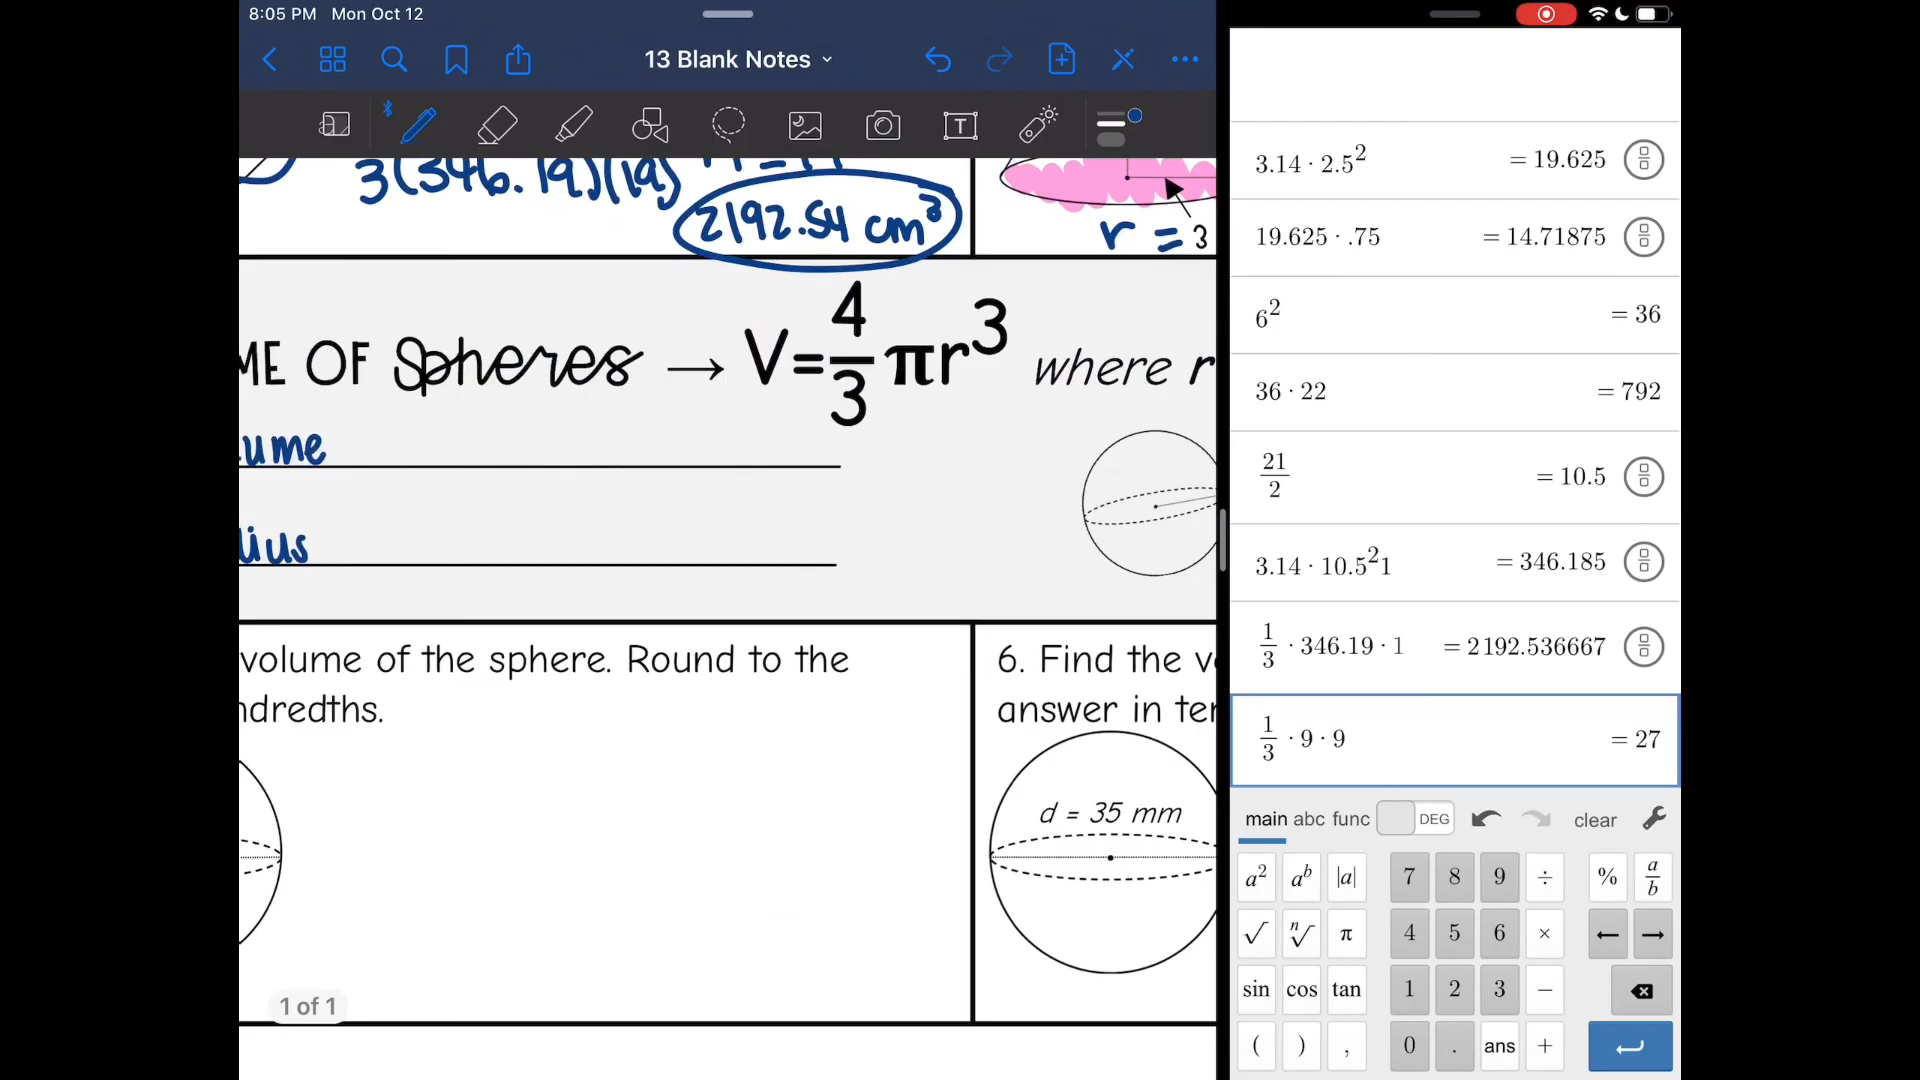 8:05 PM Mon Oct 12
13 Blank Notes
3(346.19)(19)
2192.54 cm³
r = 3
ME OF Spheres → V=4/3πr³ where r
ume
dius
volume of the sphere. Round to the
ndredths.
6. Find the v
answer in ter
d = 35 mm
1 of 1
3.14 · 2.5² = 19.625
19.625 · .75 = 14.71875
6² = 36
36 · 22 = 792
21/2 = 10.5
3.14 · 10.5²1 = 346.185
1/3 · 346.19 · 1 = 2192.536667
1/3 · 9 · 9 = 27
main abc func DEG clear
a² aᵇ |a| 7 8 9 ÷ % a/b
√ ⁿ√ π 4 5 6 × ← →
sin cos tan 1 2 3 −
( ) , 0 . ans +